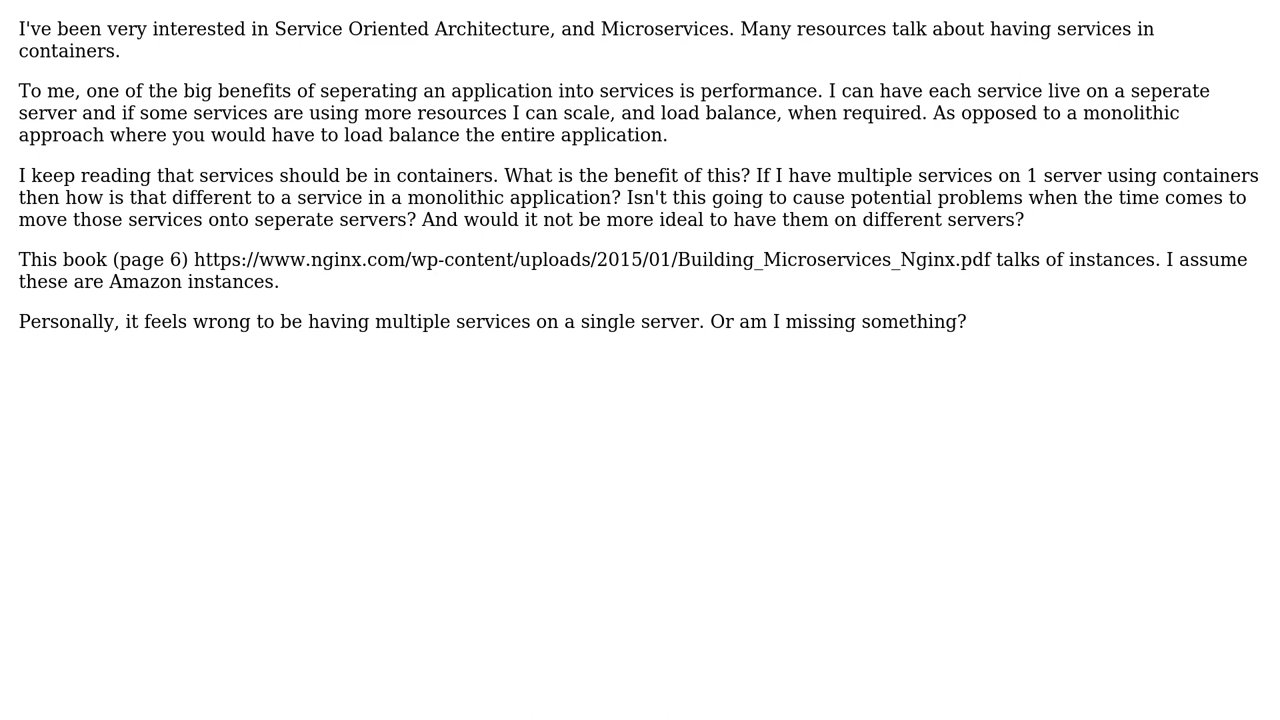 I've been very interested in Service Oriented Architecture, and Microservices. Many resources talk about having services in
containers.
To me, one of the big benefits of seperating an application into services is performance. I can have each service live on a seperate
server and if some services are using more resources I can scale, and load balance, when required. As opposed to a monolithic
approach where you would have to load balance the entire application.
I keep reading that services should be in containers. What is the benefit of this? If I have multiple services on 1 server using containers
then how is that different to a service in a monolithic application? Isn't this going to cause potential problems when the time comes to
move those services onto seperate servers? And would it not be more ideal to have them on different servers?
This book (page 6) https://www.nginx.com/wp-content/uploads/2015/01/Building_Microservices_Nginx.pdf talks of instances. I assume
these are Amazon instances.
Personally, it feels wrong to be having multiple services on a single server. Or am I missing something?